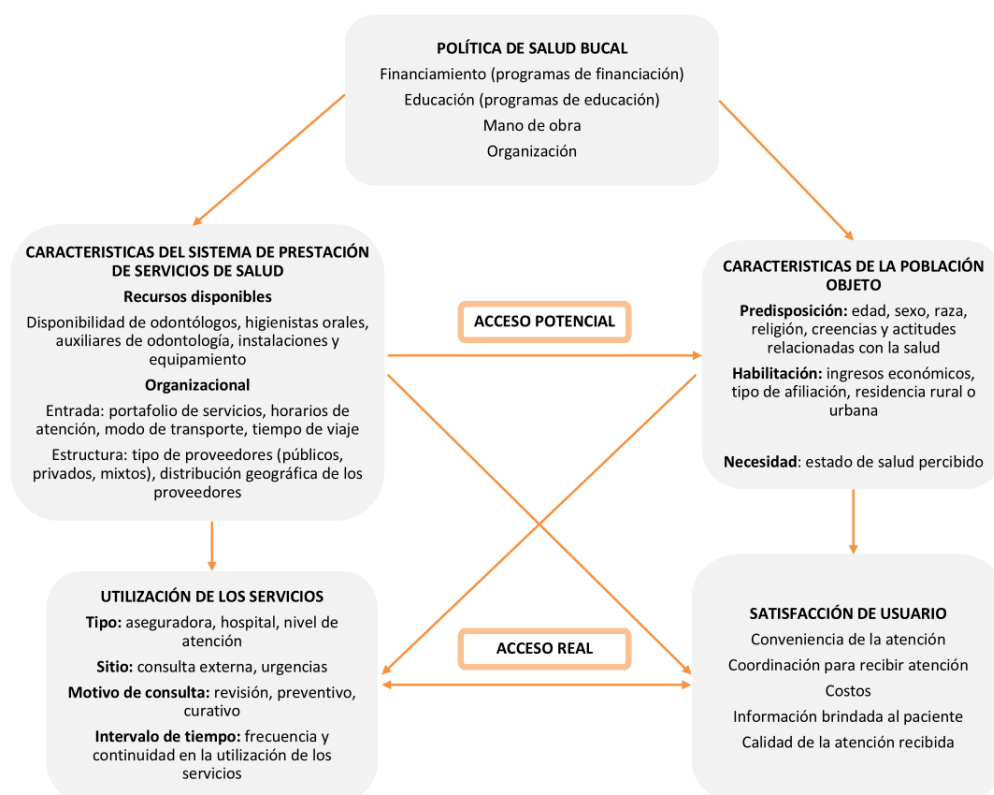 POLÍTICA DE SALUD BUCAL
Financiamiento (programas de financiación)
Educación (programas de educación)
Mano de obra
Organización
CARACTERISTICAS DEL SISTEMA DE PRESTACIÓN
DE SERVICIOS DE SALUD
Recursos disponibles
Disponibilidad de odontólogos, higienistas orales,
auxiliares de odontología, instalaciones y
equipamiento
Organizacional
Entrada: portafolio de servicios, horarios de
atención, modo de transporte, tiempo de viaje
Estructura: tipo de proveedores (públicos,
privados, mixtos), distribución geográfica de los
proveedores
ACCESO POTENCIAL
CARACTERISTICAS DE LA POBLACIÓN
OBJETO
Predisposición: edad, sexo, raza,
religión, creencias y actitudes
relacionadas con la salud
Habilitación: ingresos económicos,
tipo de afiliación, residencia rural o
urbana
Necesidad: estado de salud percibido
UTILIZACIÓN DE LOS SERVICIOS
Tipo: aseguradora, hospital, nivel de
atención
Sitio: consulta externa, urgencias
Motivo de consulta: revisión, preventivo,
curativo
Intervalo de tiempo: frecuencia y
continuidad en la utilización de los
servicios
ACCESO REAL
SATISFACCIÓN DE USUARIO
Conveniencia de la atención
Coordinación para recibir atención
Costos
Información brindada al paciente
Calidad de la atención recibida